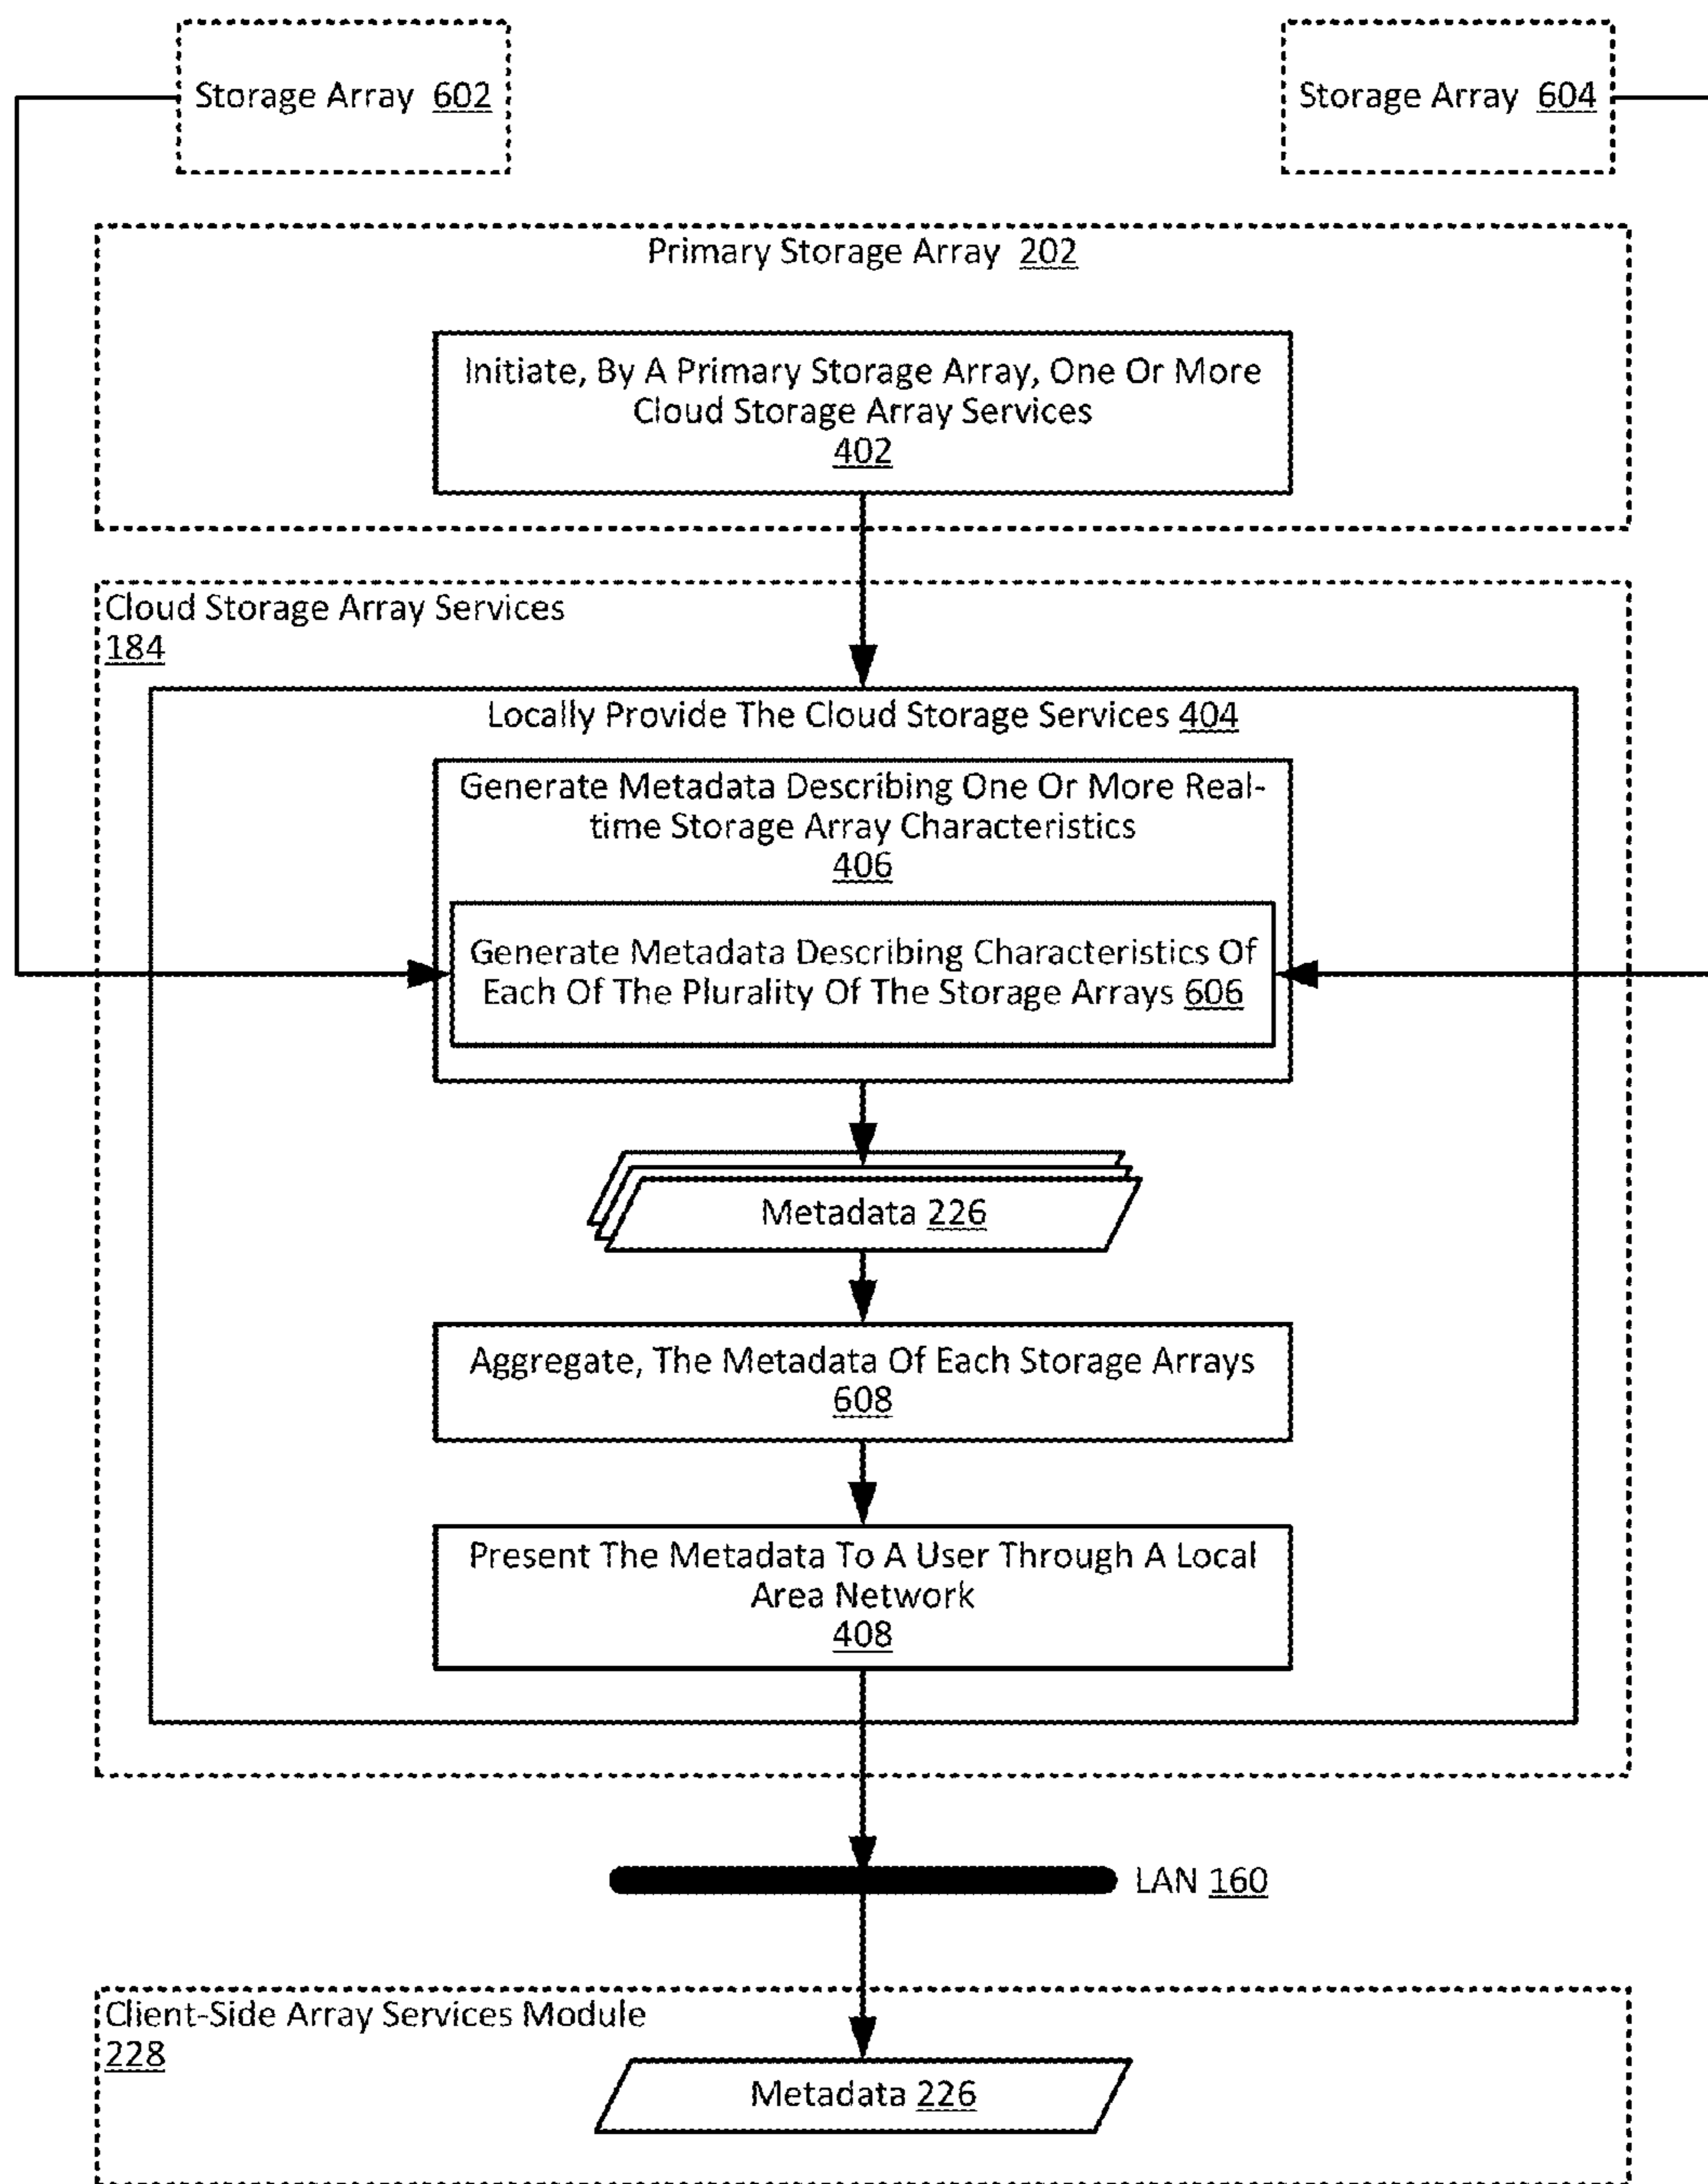 Storage Array 602
Storage Array 604
Primary Storage Array 202
Initiate, By A Primary Storage Array, One Or More
Cloud Storage Array Services
402
Cloud Storage Array Services
184
Locally Provide The Cloud Storage Services 404
Generate Metadata Describing One Or More Real-
time Storage Array Characteristics
406
Generate Metadata Describing Characteristics Of
Each Of The Plurality Of The Storage Arrays 606
Metadata 226
Aggregate, The Metadata Of Each Storage Arrays
608
Present The Metadata To A User Through A Local
Area Network
408
LAN 160
Client-Side Array Services Module
228
Metadata 226